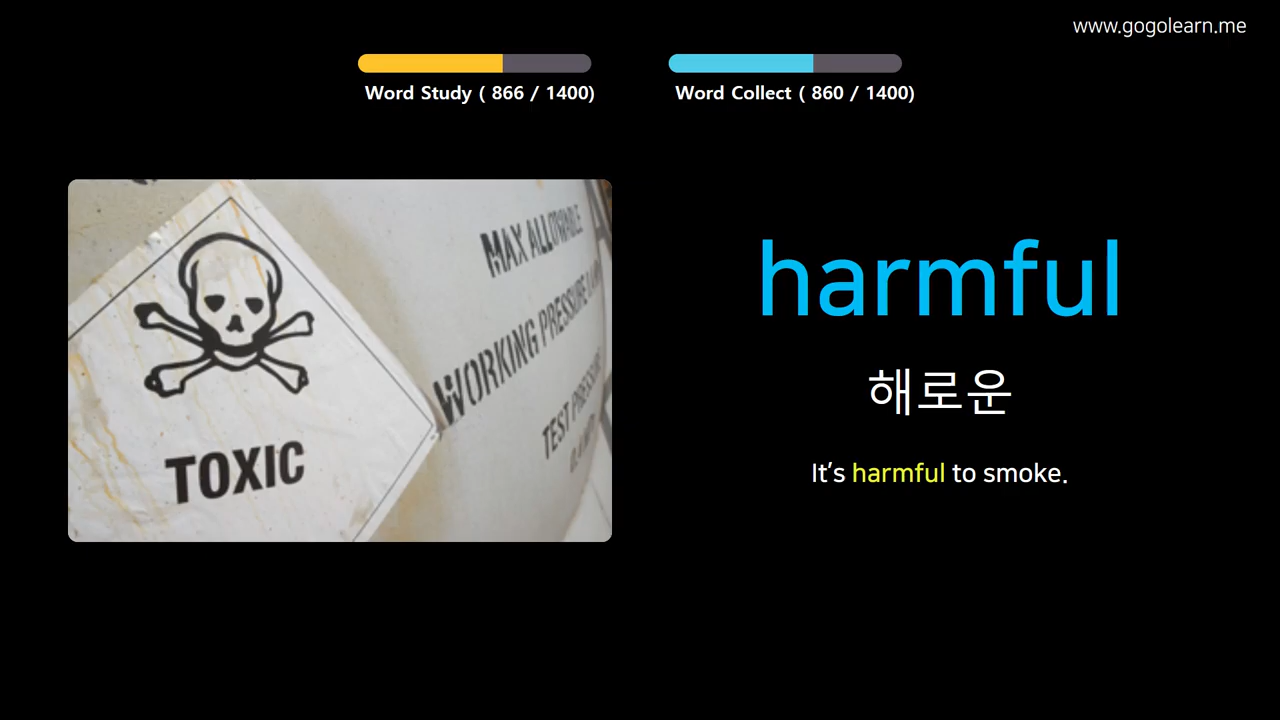 www.gogolearn.me
Word Study ( 866 / 1400)
Word Collect ( 860 / 1400)
MAX ALLOWABLE
WORKING PRESSURE
TEST PRESSURE
TOXIC
harmful
해로운
It's harmful to smoke.